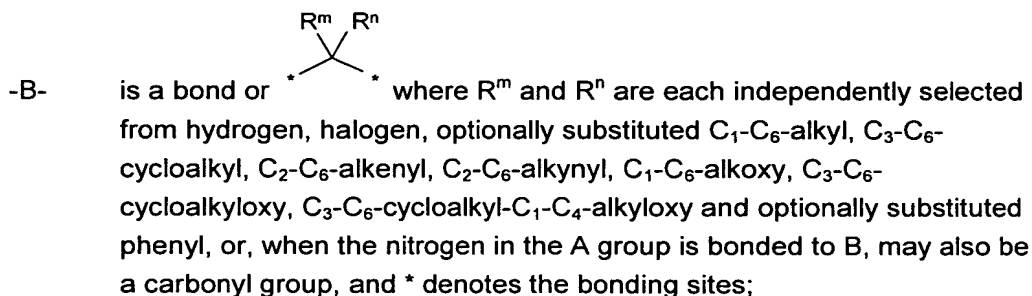 Rᵐ Rⁿ
-B- is a bond or * * where Rᵐ and Rⁿ are each independently selected
from hydrogen, halogen, optionally substituted C₁-C₆-alkyl, C₃-C₆-
cycloalkyl, C₂-C₆-alkenyl, C₂-C₆-alkynyl, C₁-C₆-alkoxy, C₃-C₆-
cycloalkyloxy, C₃-C₆-cycloalkyl-C₁-C₄-alkyloxy and optionally substituted
phenyl, or, when the nitrogen in the A group is bonded to B, may also be
a carbonyl group, and * denotes the bonding sites;